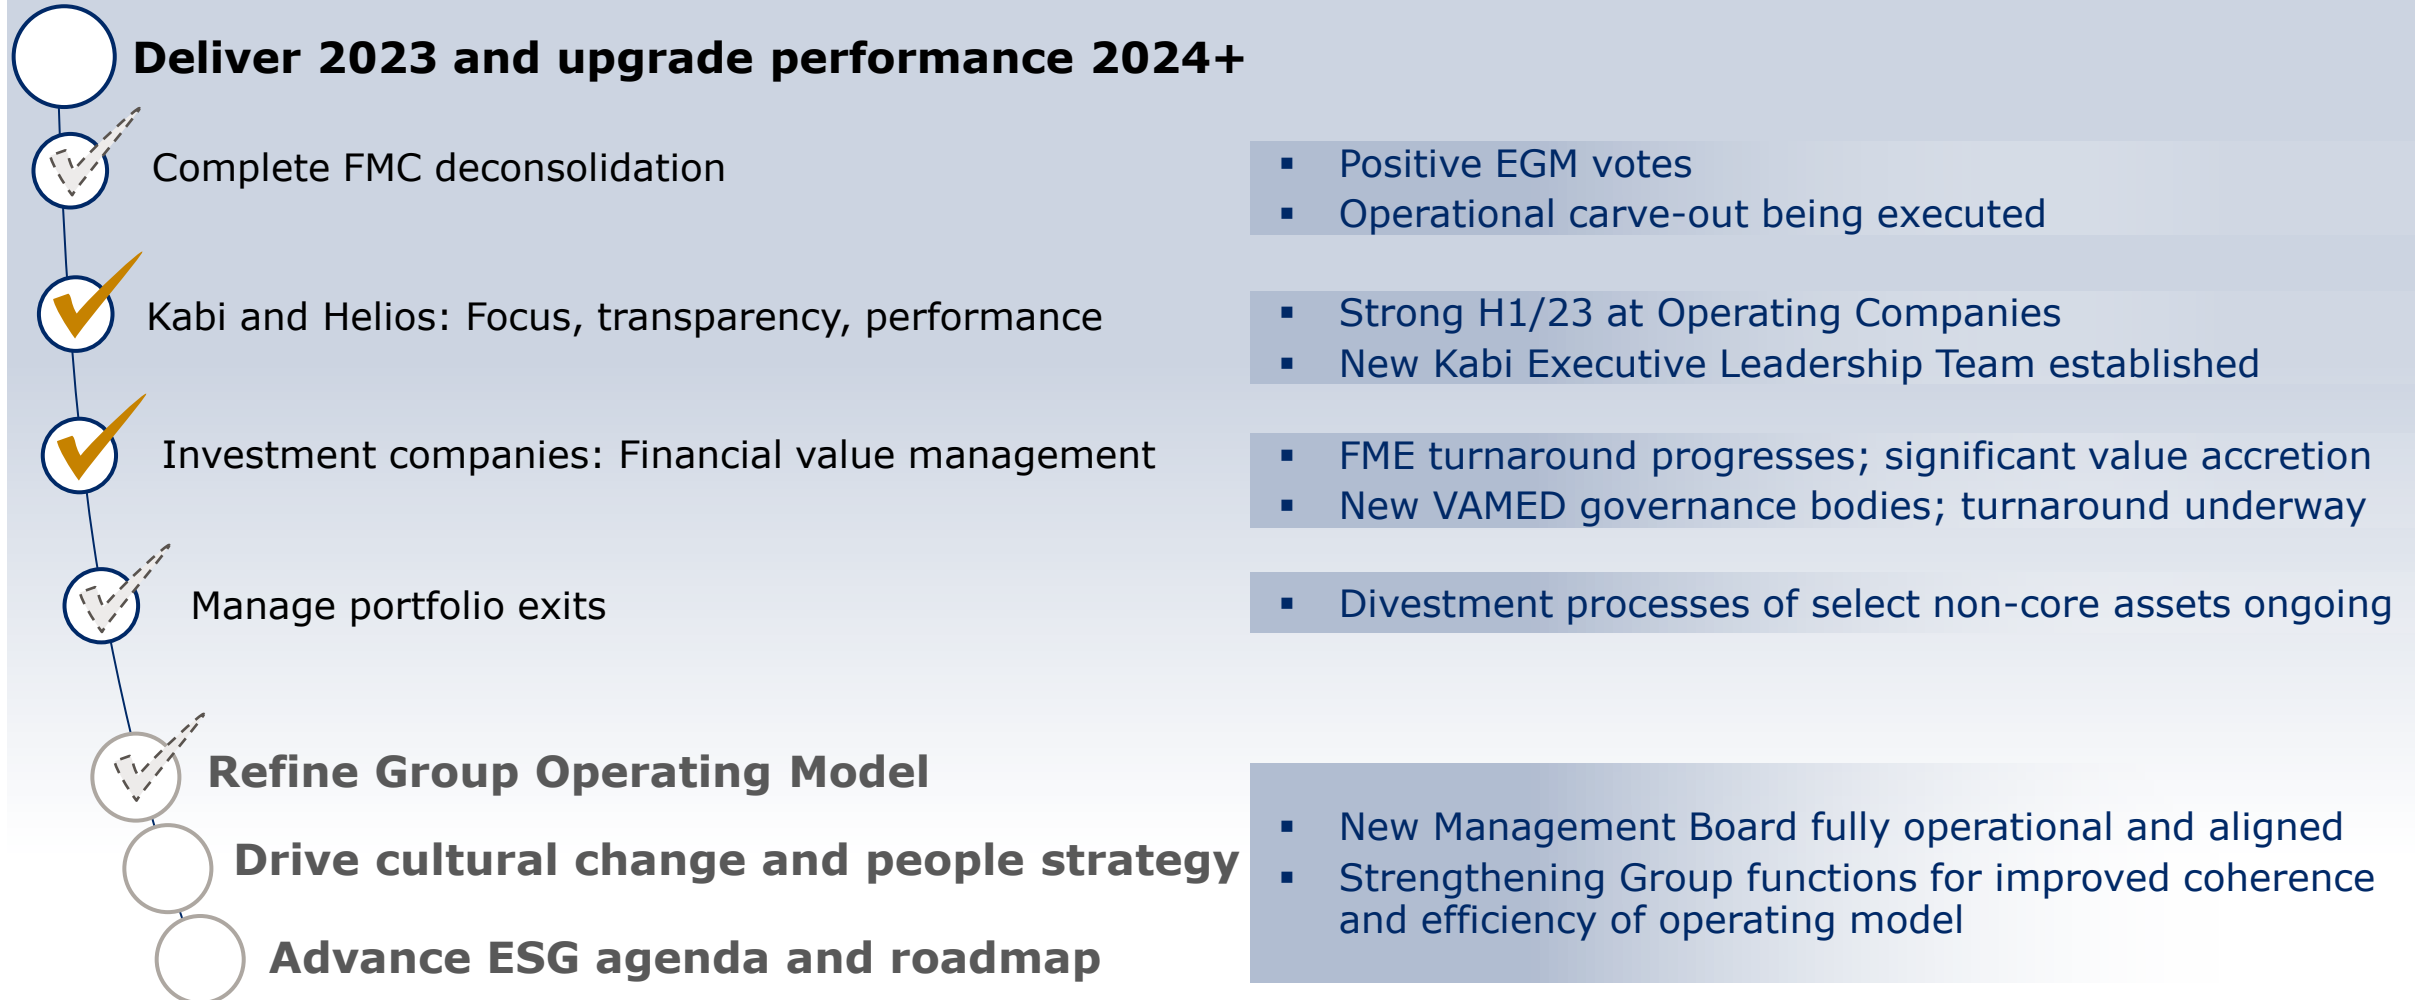 Deliver 2023 and upgrade performance 2024+
Complete FMC deconsolidation
▪ Positive EGM votes
▪ Operational carve-out being executed
Kabi and Helios: Focus, transparency, performance
▪ Strong H1/23 at Operating Companies
▪ New Kabi Executive Leadership Team established
Investment companies: Financial value management
▪ FME turnaround progresses; significant value accretion
▪ New VAMED governance bodies; turnaround underway
Manage portfolio exits
▪ Divestment processes of select non-core assets ongoing
Refine Group Operating Model
Drive cultural change and people strategy
Advance ESG agenda and roadmap
▪ New Management Board fully operational and aligned
▪ Strengthening Group functions for improved coherence
and efficiency of operating model